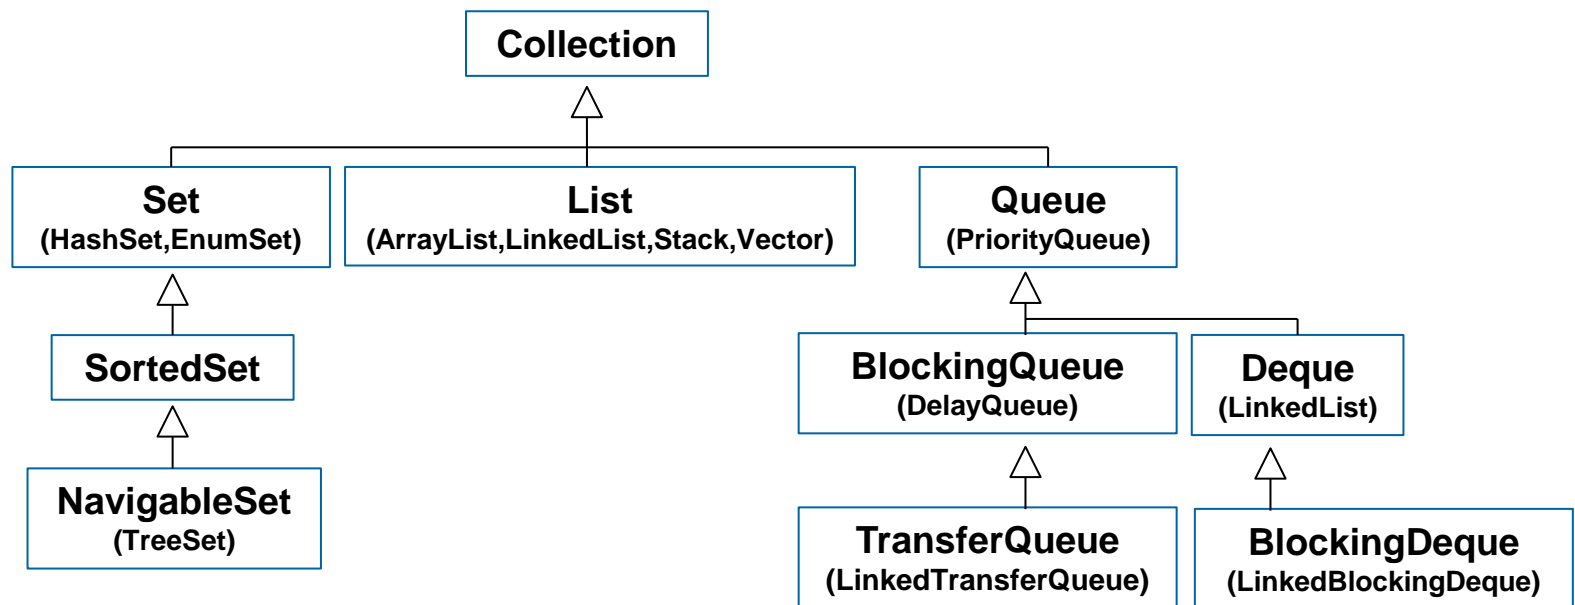 Collection
Set
(HashSet,EnumSet)
List
(ArrayList,LinkedList,Stack,Vector)
Queue
(PriorityQueue)
SortedSet
BlockingQueue
(DelayQueue)
Deque
(LinkedList)
NavigableSet
(TreeSet)
TransferQueue
(LinkedTransferQueue)
BlockingDeque
(LinkedBlockingDeque)